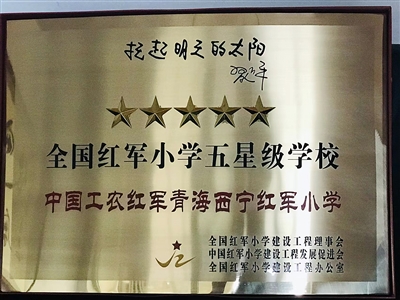 托起明天的太阳
全国红军小学五星级学校
中国工农红军青海西宁红军小学
全国红军小学建设工程理事会
中国红军小学建设工程发展促进会
全国红军小学建设工程办公室